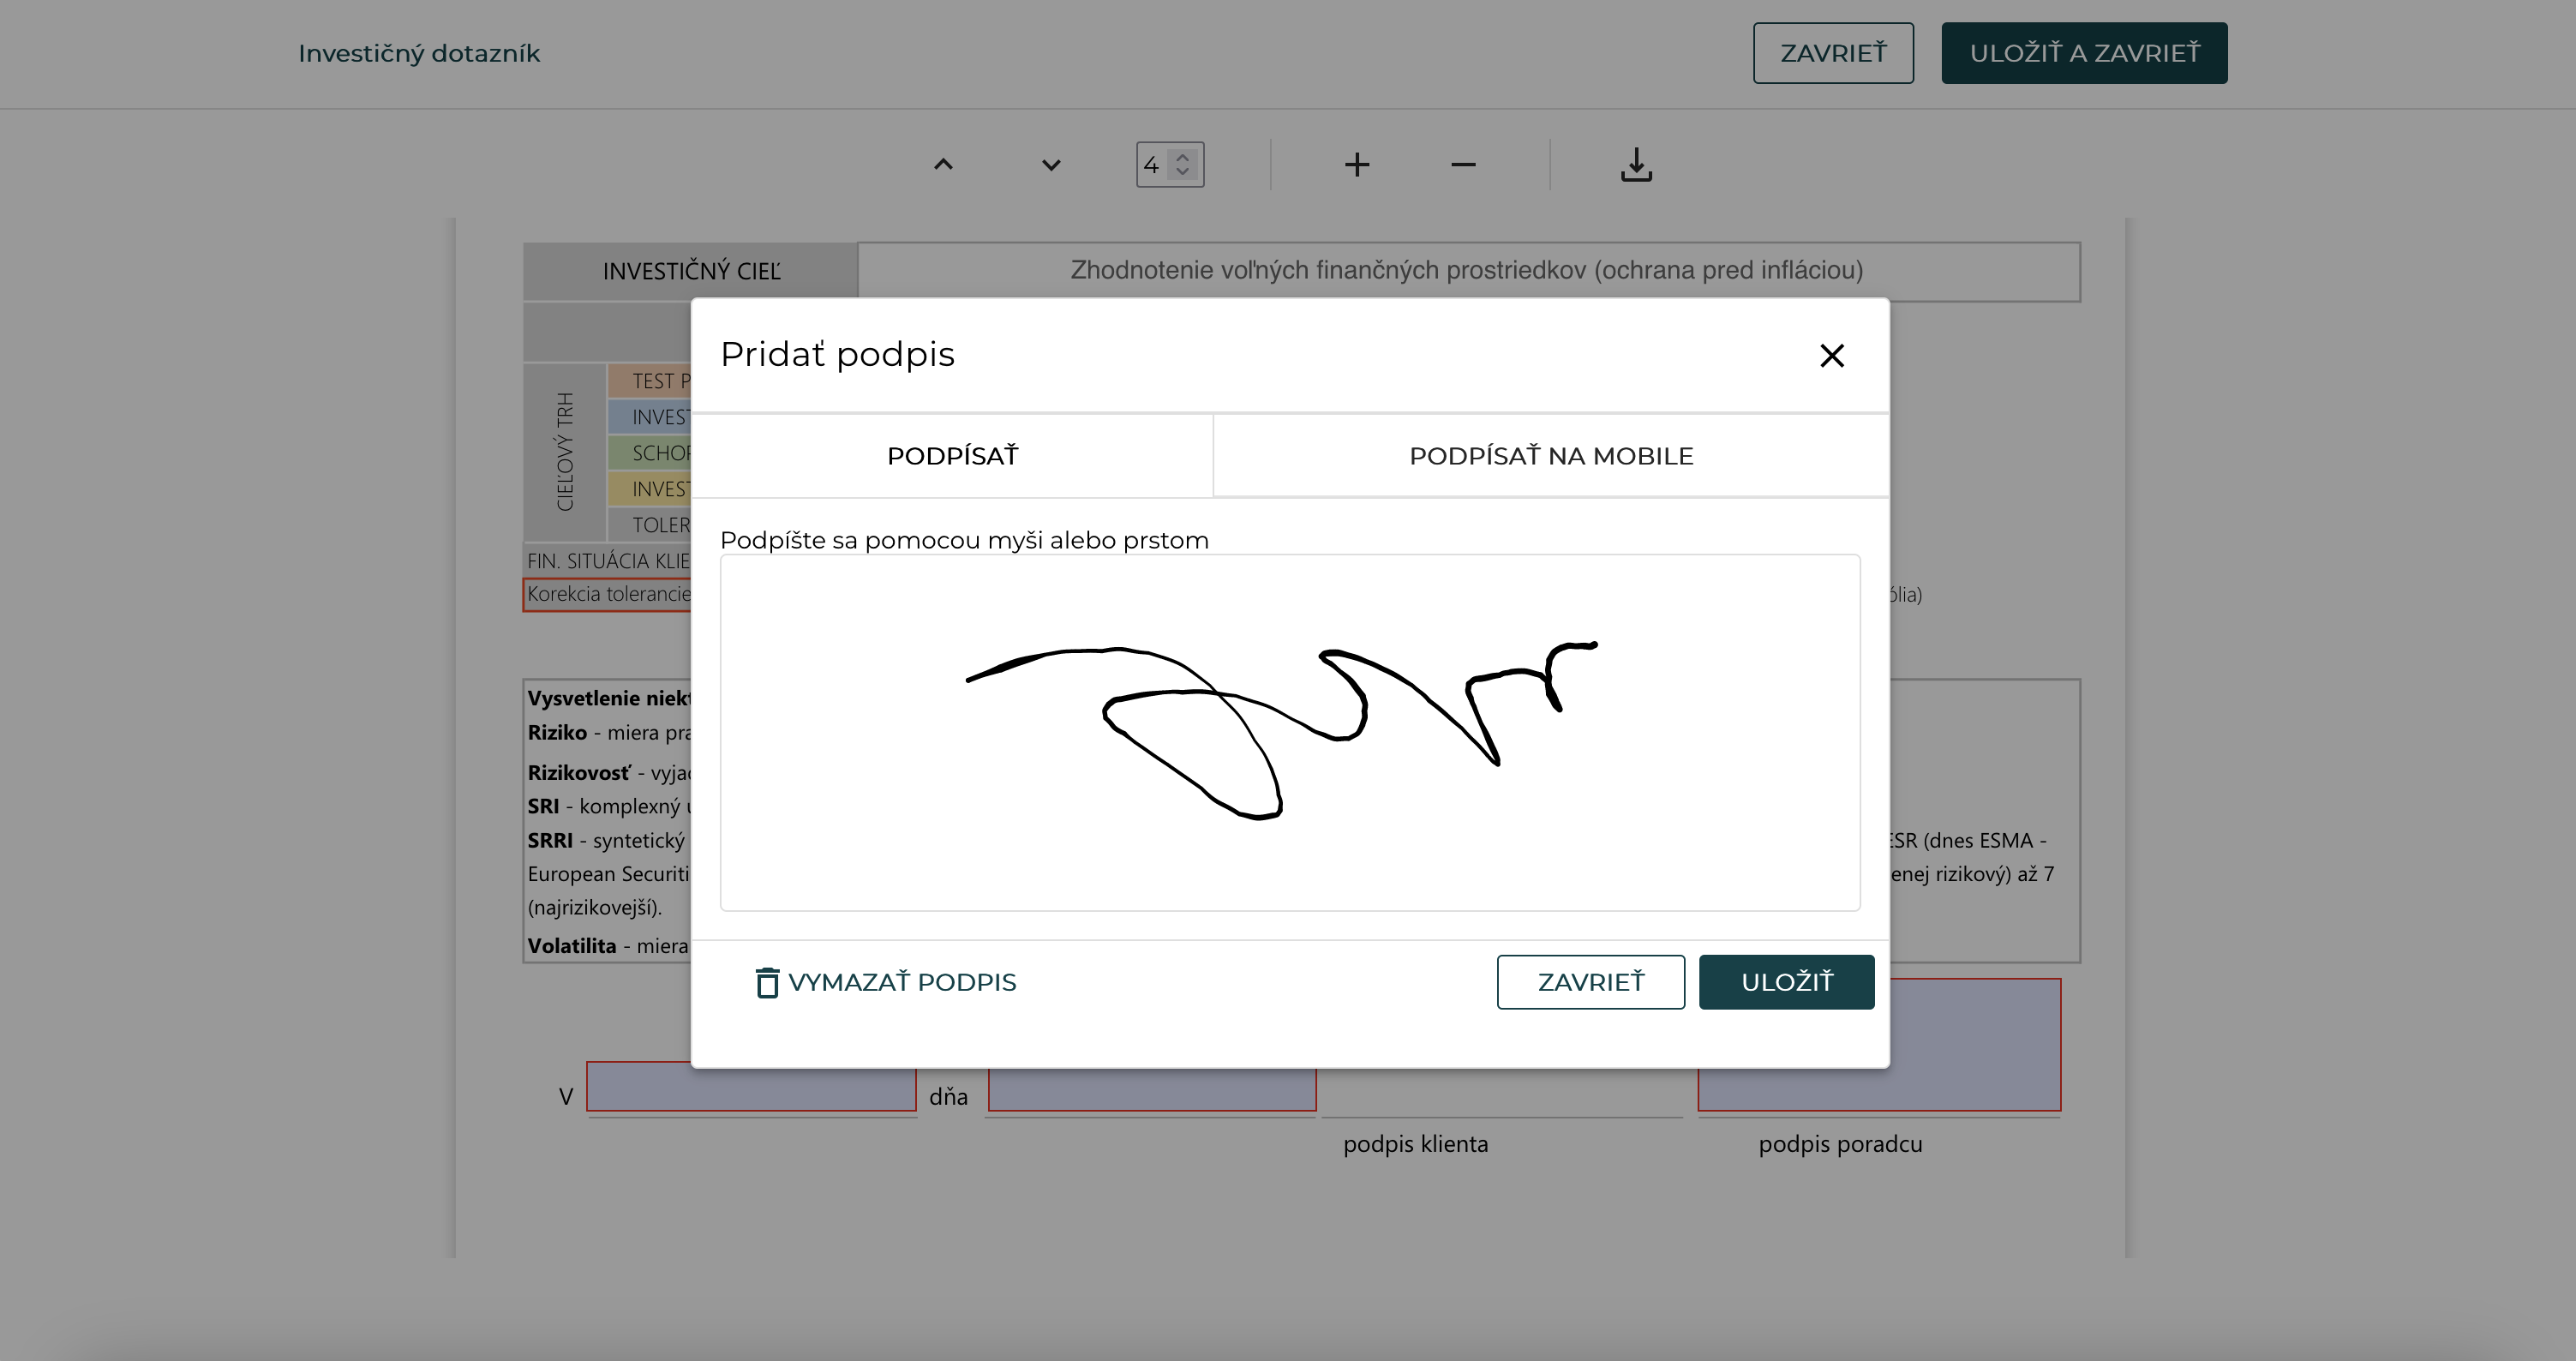 Investičný dotazník
ZAVRIEŤ
ULOŽIŤ A ZAVRIEŤ
4
INVESTIČNÝ CIEĽ
Zhodnotenie voľných finančných prostriedkov (ochrana pred infláciou)
Pridať podpis
CIEĽOVÝ TRH
TEST P
INVEST
SCHOP
INVEST
TOLER
FIN. SITUÁCIA KLIE
Korekcia tolerancie
ólia)
PODPÍSAŤ
PODPÍSAŤ NA MOBILE
Podpíšte sa pomocou myši alebo prstom
Vysvetlenie niekt
Riziko - miera pra
Rizikovosť - vyjad
SRI - komplexný u
SRRI - syntetický
ESR (dnes ESMA -
European Securiti
enej rizikový) až 7
(najrizikovejší).
Volatilita - miera
VYMAZAŤ PODPIS
ZAVRIEŤ
ULOŽIŤ
V
dňa
podpis klienta
podpis poradcu